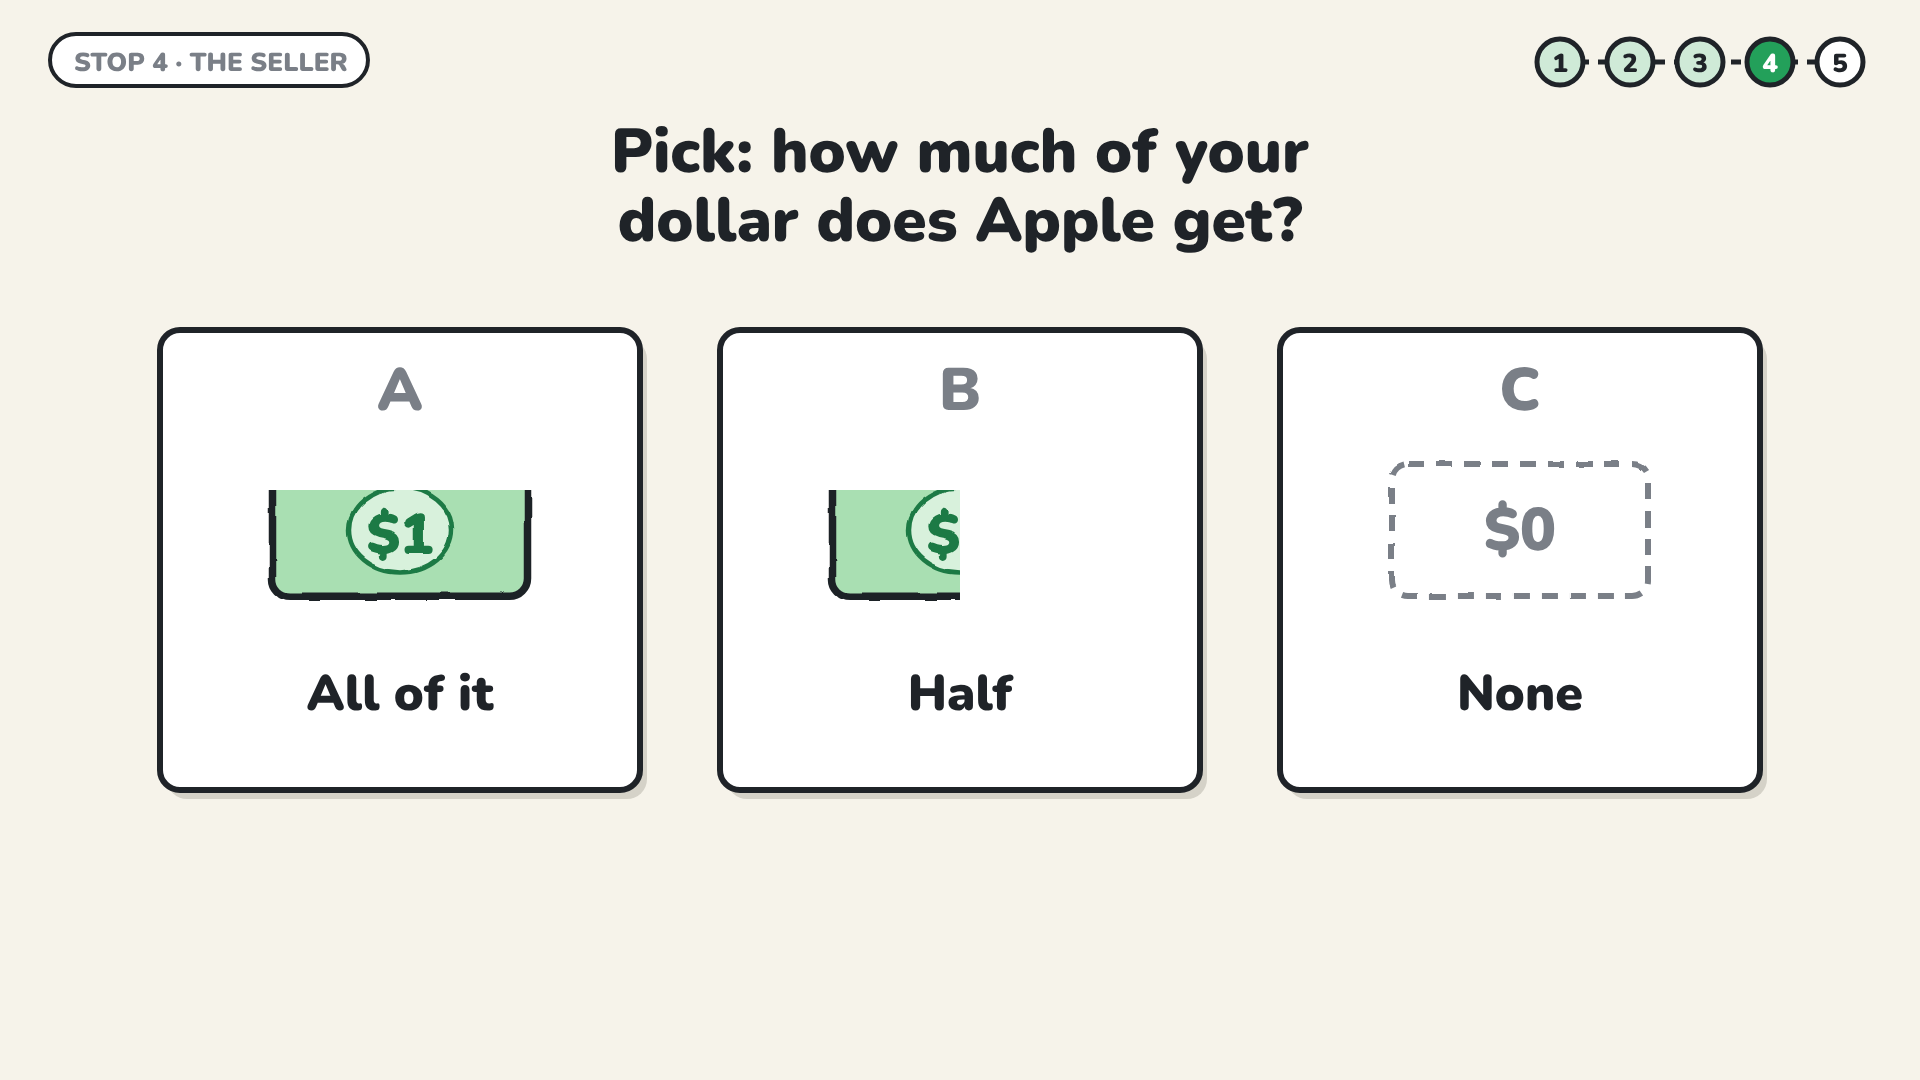 STOP 4 · THE SELLER
1 2 3 4 5
Pick: how much of your
dollar does Apple get?
A
$1
All of it
B
$
Half
C
$0
None